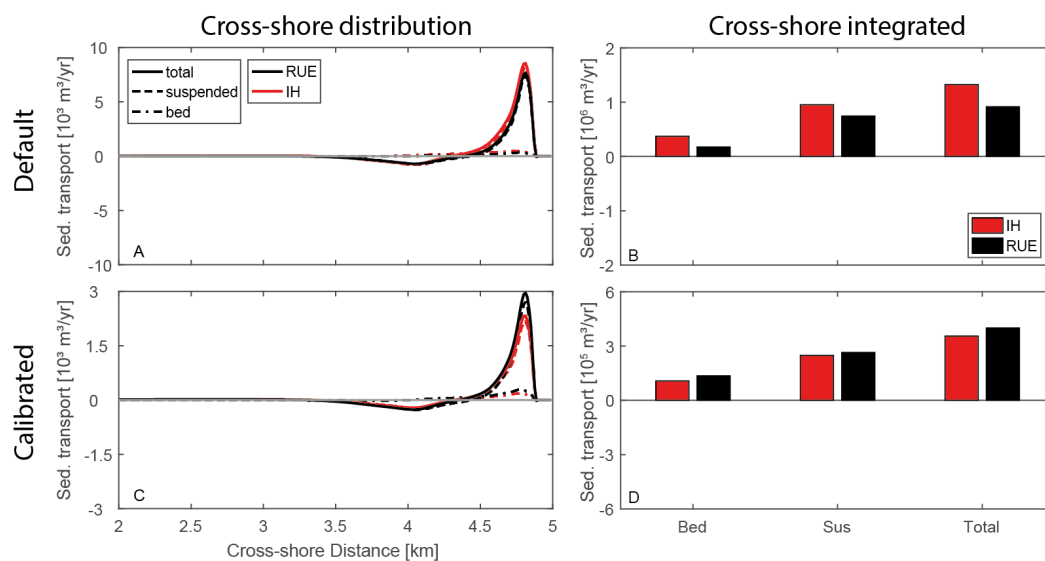 Cross-shore distribution
Cross-shore integrated
Default
Sed. transport [10³ m³/yr]
10
5
0
-5
-10
total
suspended
bed
RUE
IH
A
Sed. transport [10⁶ m³/yr]
2
1
0
-1
-2
IH
RUE
B
Calibrated
Sed. transport [10³ m³/yr]
3
1.5
0
-1.5
-3
C
2
2.5
3
3.5
4
4.5
5
Cross-shore Distance [km]
Sed. transport [10⁵ m³/yr]
6
3
0
-3
-6
D
Bed
Sus
Total